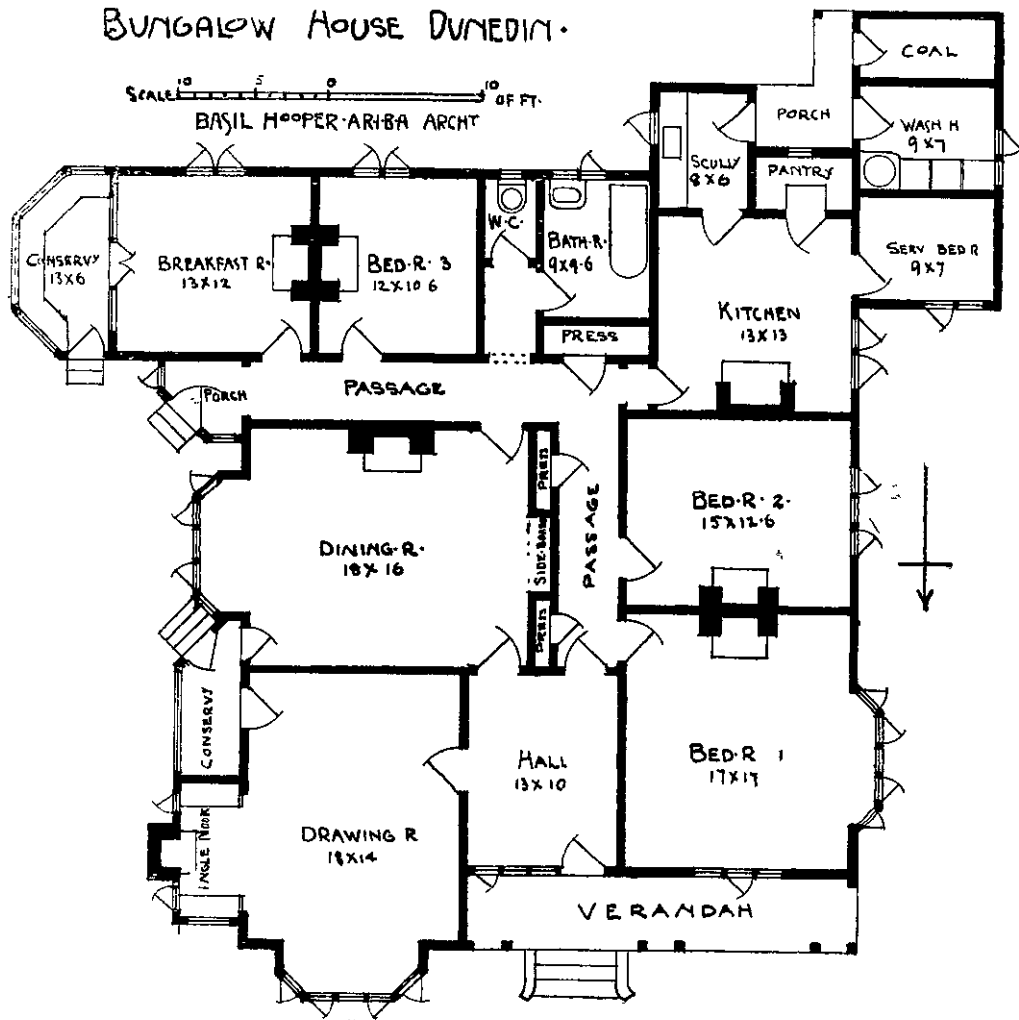 BUNGALOW HOUSE DUNEDIN.
10 5 0 10
SCALE OF FT.
BASIL HOOPER·A·R·I·B·A ARCHT
COAL
PORCH
WASH H
9X7
SCULLY
8X6
PANTRY
W.C.
BATH·R·
9X9·6
CONSERVY
13X6
BREAKFAST R·
13X12
BED·R·3
12X10 6
SERV BED R
9X7
KITCHEN
13X13
PRESS
PASSAGE
PORCH
PRESS
DINING·R·
18X16
SIDE·BOARD
PASSAGE
BED·R·2·
15X12·6
PRESS
CONSERVY
HALL
13X10
BED·R 1
17X17
DRAWING R
18X14
INGLE NOOK
VERANDAH